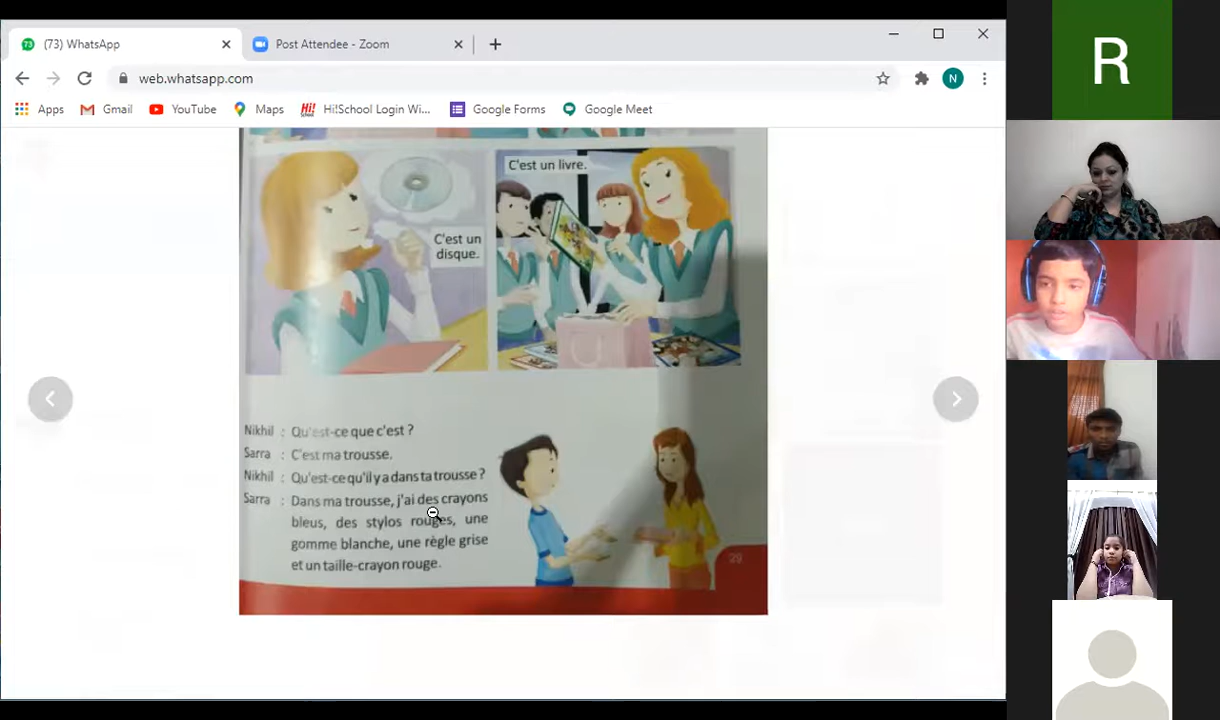 (73) WhatsApp
Post Attendee - Zoom
web.whatsapp.com
N
Apps
Gmail
YouTube
Maps
Hi!School Login Wi...
Google Forms
Google Meet
C'est un
disque.
C'est un livre.
Nikhil : Qu'est-ce que c'est ?
Sarra : C'est ma trousse.
Nikhil : Qu'est-ce qu'il y a dans ta trousse ?
Sarra : Dans ma trousse, j'ai des crayons
bleus, des stylos rouges, une
gomme blanche, une règle grise
et un taille-crayon rouge.
29
R